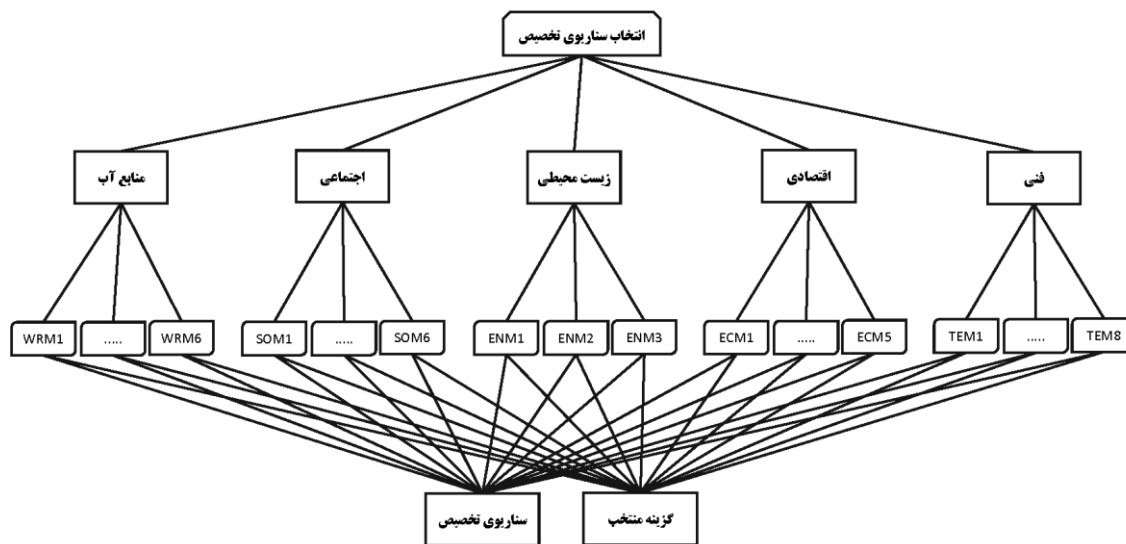 انتخاب سناریوی تخصیص
منابع آب
اجتماعی
زیست محیطی
اقتصادی
فنی
WRM1
.....
WRM6
SOM1
.....
SOM6
ENM1
ENM2
ENM3
ECM1
.....
ECM5
TEM1
.....
TEM8
سناریوی تخصیص
گزینه منتخب